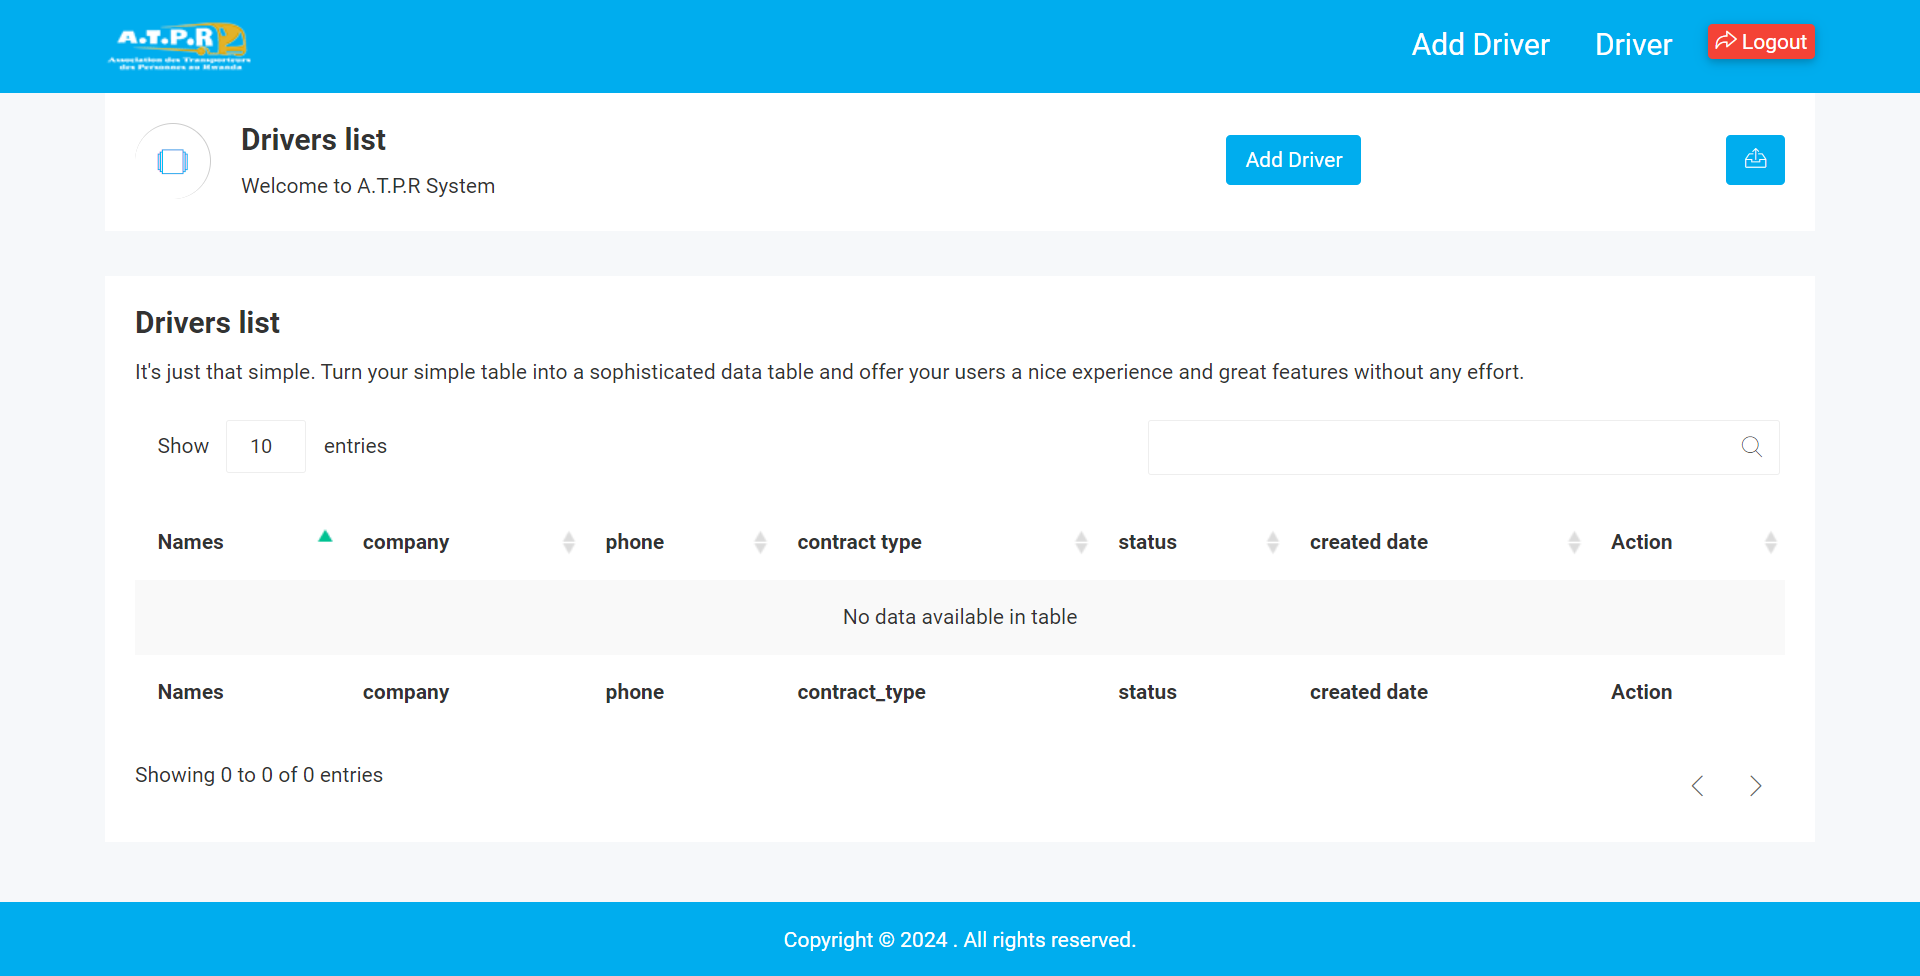 A.T.P.R
Association des Transporteurs
des Personnes au Rwanda
Add Driver
Driver
Logout
Drivers list
Welcome to A.T.P.R System
Add Driver
Drivers list
It's just that simple. Turn your simple table into a sophisticated data table and offer your users a nice experience and great features without any effort.
Show 10 entries
Names company phone contract type status created date Action
No data available in table
Names company phone contract_type status created date Action
Showing 0 to 0 of 0 entries
Copyright © 2024 . All rights reserved.